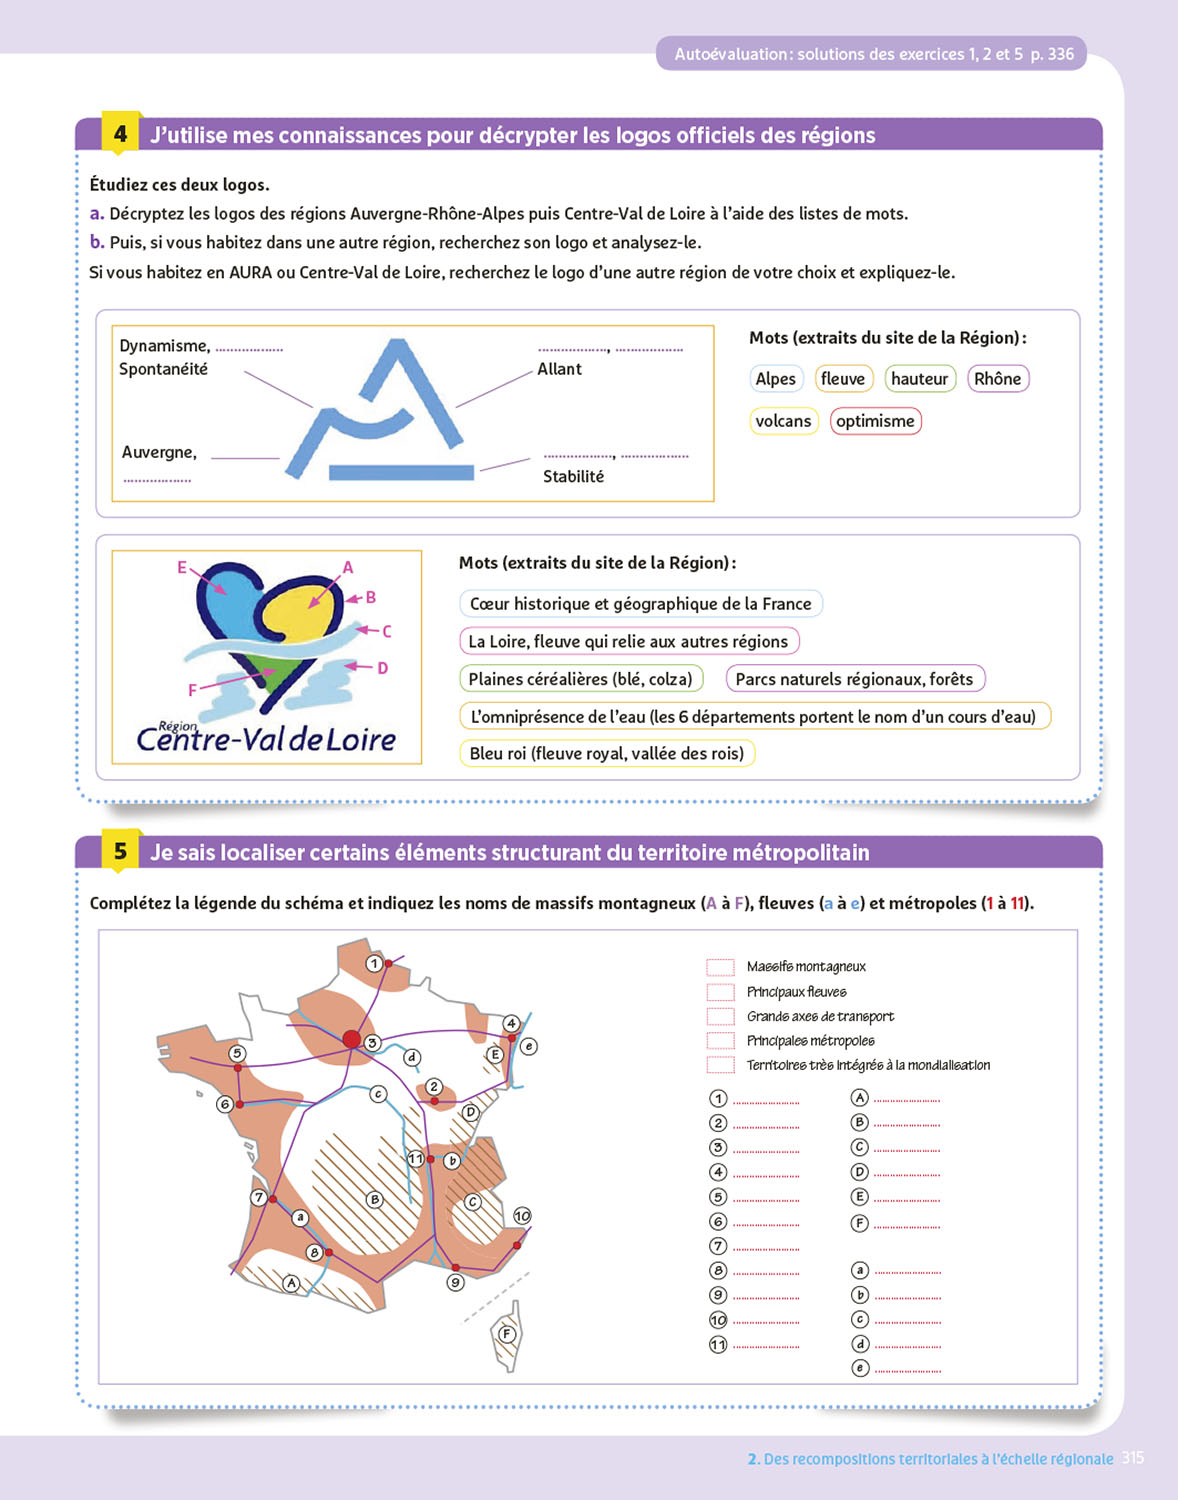 Autoévaluation : solutions des exercices 1, 2 et 5 p. 336
4 J'utilise mes connaissances pour décrypter les logos officiels des régions
Étudiez ces deux logos.
a. Décryptez les logos des régions Auvergne-Rhône-Alpes puis Centre-Val de Loire à l'aide des listes de mots.
b. Puis, si vous habitez dans une autre région, recherchez son logo et analysez-le.
Si vous habitez en AURA ou Centre-Val de Loire, recherchez le logo d'une autre région de votre choix et expliquez-le.
Dynamisme, ..................
Spontanéité
.................., ..................
Allant
Auvergne,
..................
.................., ..................
Stabilité
Mots (extraits du site de la Région) :
Alpes fleuve hauteur Rhône
volcans optimisme
E
A
B
C
D
F
Région
Centre-Val de Loire
Mots (extraits du site de la Région) :
Cœur historique et géographique de la France
La Loire, fleuve qui relie aux autres régions
Plaines céréalières (blé, colza) Parcs naturels régionaux, forêts
L'omniprésence de l'eau (les 6 départements portent le nom d'un cours d'eau)
Bleu roi (fleuve royal, vallée des rois)
5 Je sais localiser certains éléments structurant du territoire métropolitain
Complétez la légende du schéma et indiquez les noms de massifs montagneux (A à F), fleuves (a à e) et métropoles (1 à 11).
1
4
3
e
5
d
E
2
c
6
D
11
b
7
B
C
a
10
8
A
9
F
Massifs montagneux
Principaux fleuves
Grands axes de transport
Principales métropoles
Territoires très intégrés à la mondialisation
1 ..................
2 ..................
3 ..................
4 ..................
5 ..................
6 ..................
7 ..................
8 ..................
9 ..................
10 ..................
11 ..................
A ..................
B ..................
C ..................
D ..................
E ..................
F ..................
a ..................
b ..................
c ..................
d ..................
e ..................
2. Des recompositions territoriales à l'échelle régionale 315